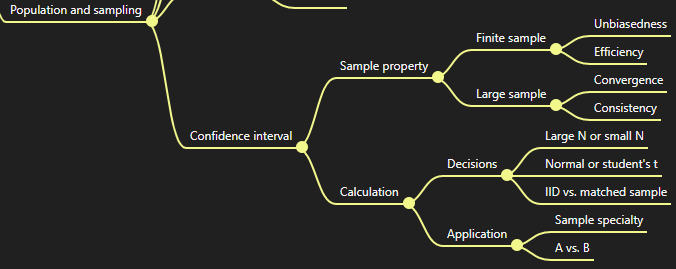 Population and sampling
Confidence interval
Sample property
Finite sample
Unbiasedness
Efficiency
Large sample
Convergence
Consistency
Calculation
Decisions
Large N or small N
Normal or student's t
IID vs. matched sample
Application
Sample specialty
A vs. B